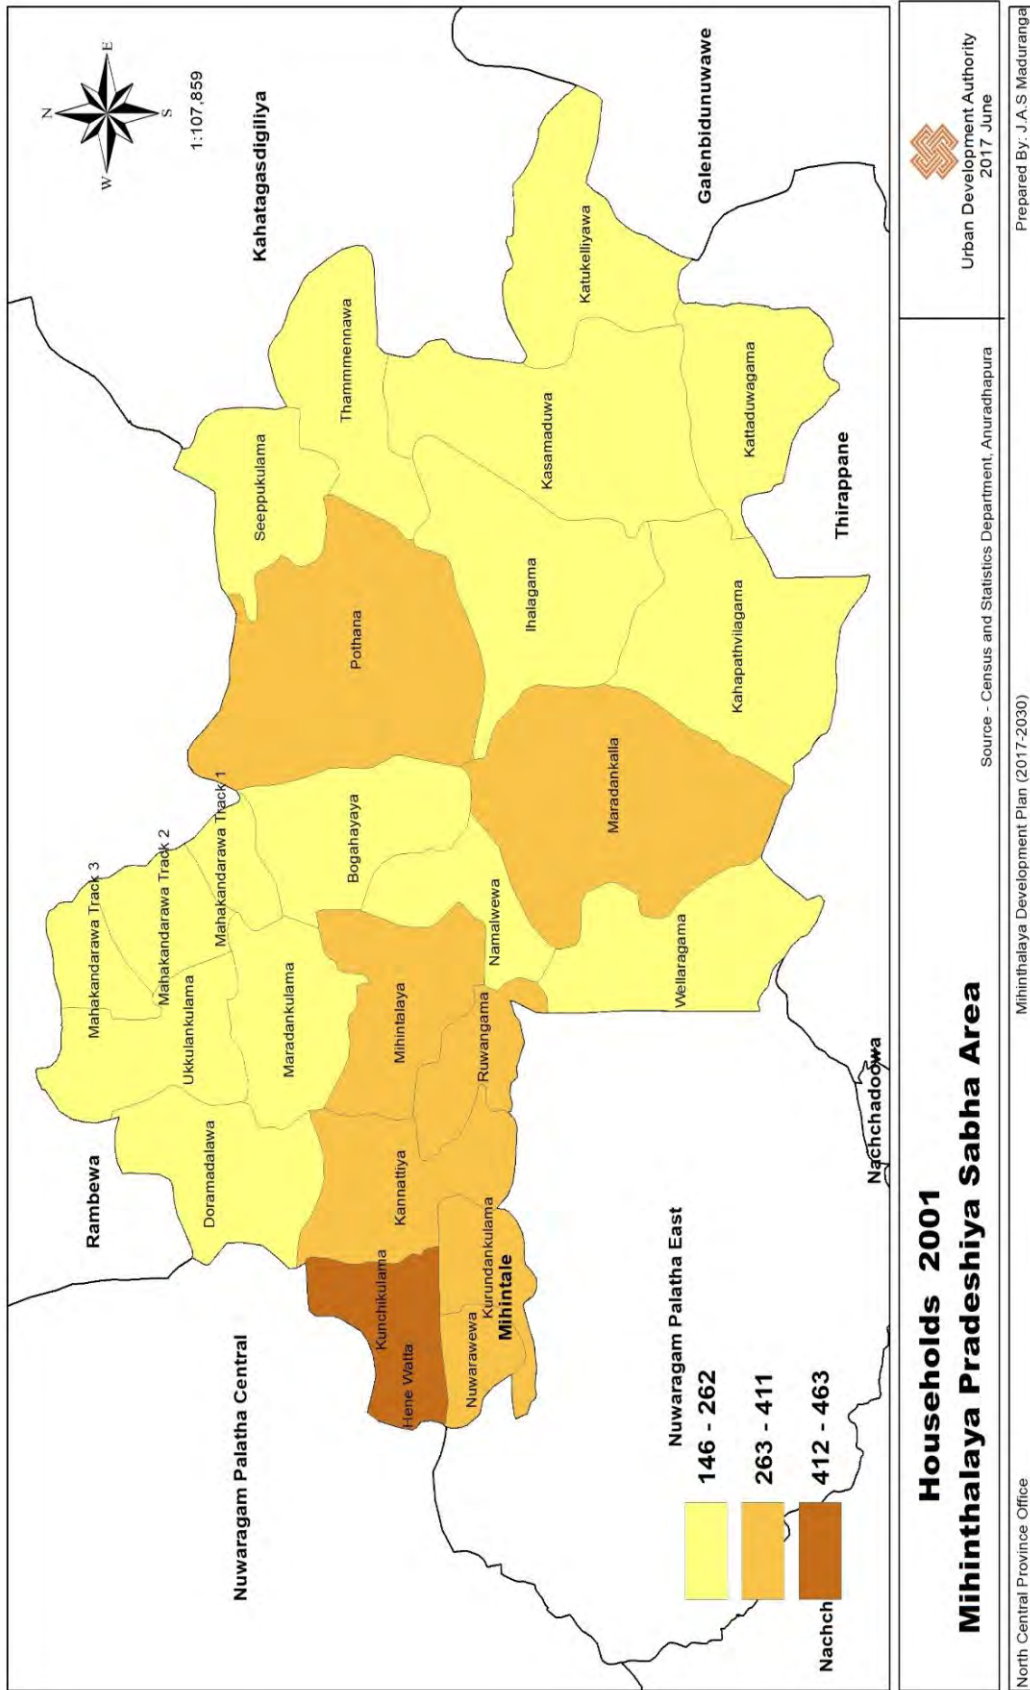 N
E
W
S
1:107,859
Kahatagasdigiliya
Galenbidunuwawe
Rambewa
Nuwaragam Palatha Central
Mahakandarawa Track 3
Mahakandarawa Track 2
Mahakandarawa Track 1
Ukkulankulama
Doramadalawa
Maradankulama
Seeppukulama
Thammmennawa
Pothana
Bogahayaya
Mihintalaya
Kannattiya
Kunchikulama
Hene Watta
Nuwarawewa
Kurundankulama
Mihintale
Ruwangama
Namalwewa
Ihalagama
Kasamaduwa
Katukelliyawa
Maradankalla
Wellaragama
Kahapathvilagama
Kattaduwagama
Thirappane
Nachchadoowa
Nuwaragam Palatha East
146 - 262
263 - 411
412 - 463
Nachch
Households 2001
Mihinthalaya Pradeshiya Sabha Area
Source - Census and Statistics Department, Anuradhapura
Urban Development Authority
2017 June
North Central Province Office
Mihinthalaya Development Plan (2017-2030)
Prepared By: J.A.S Maduranga